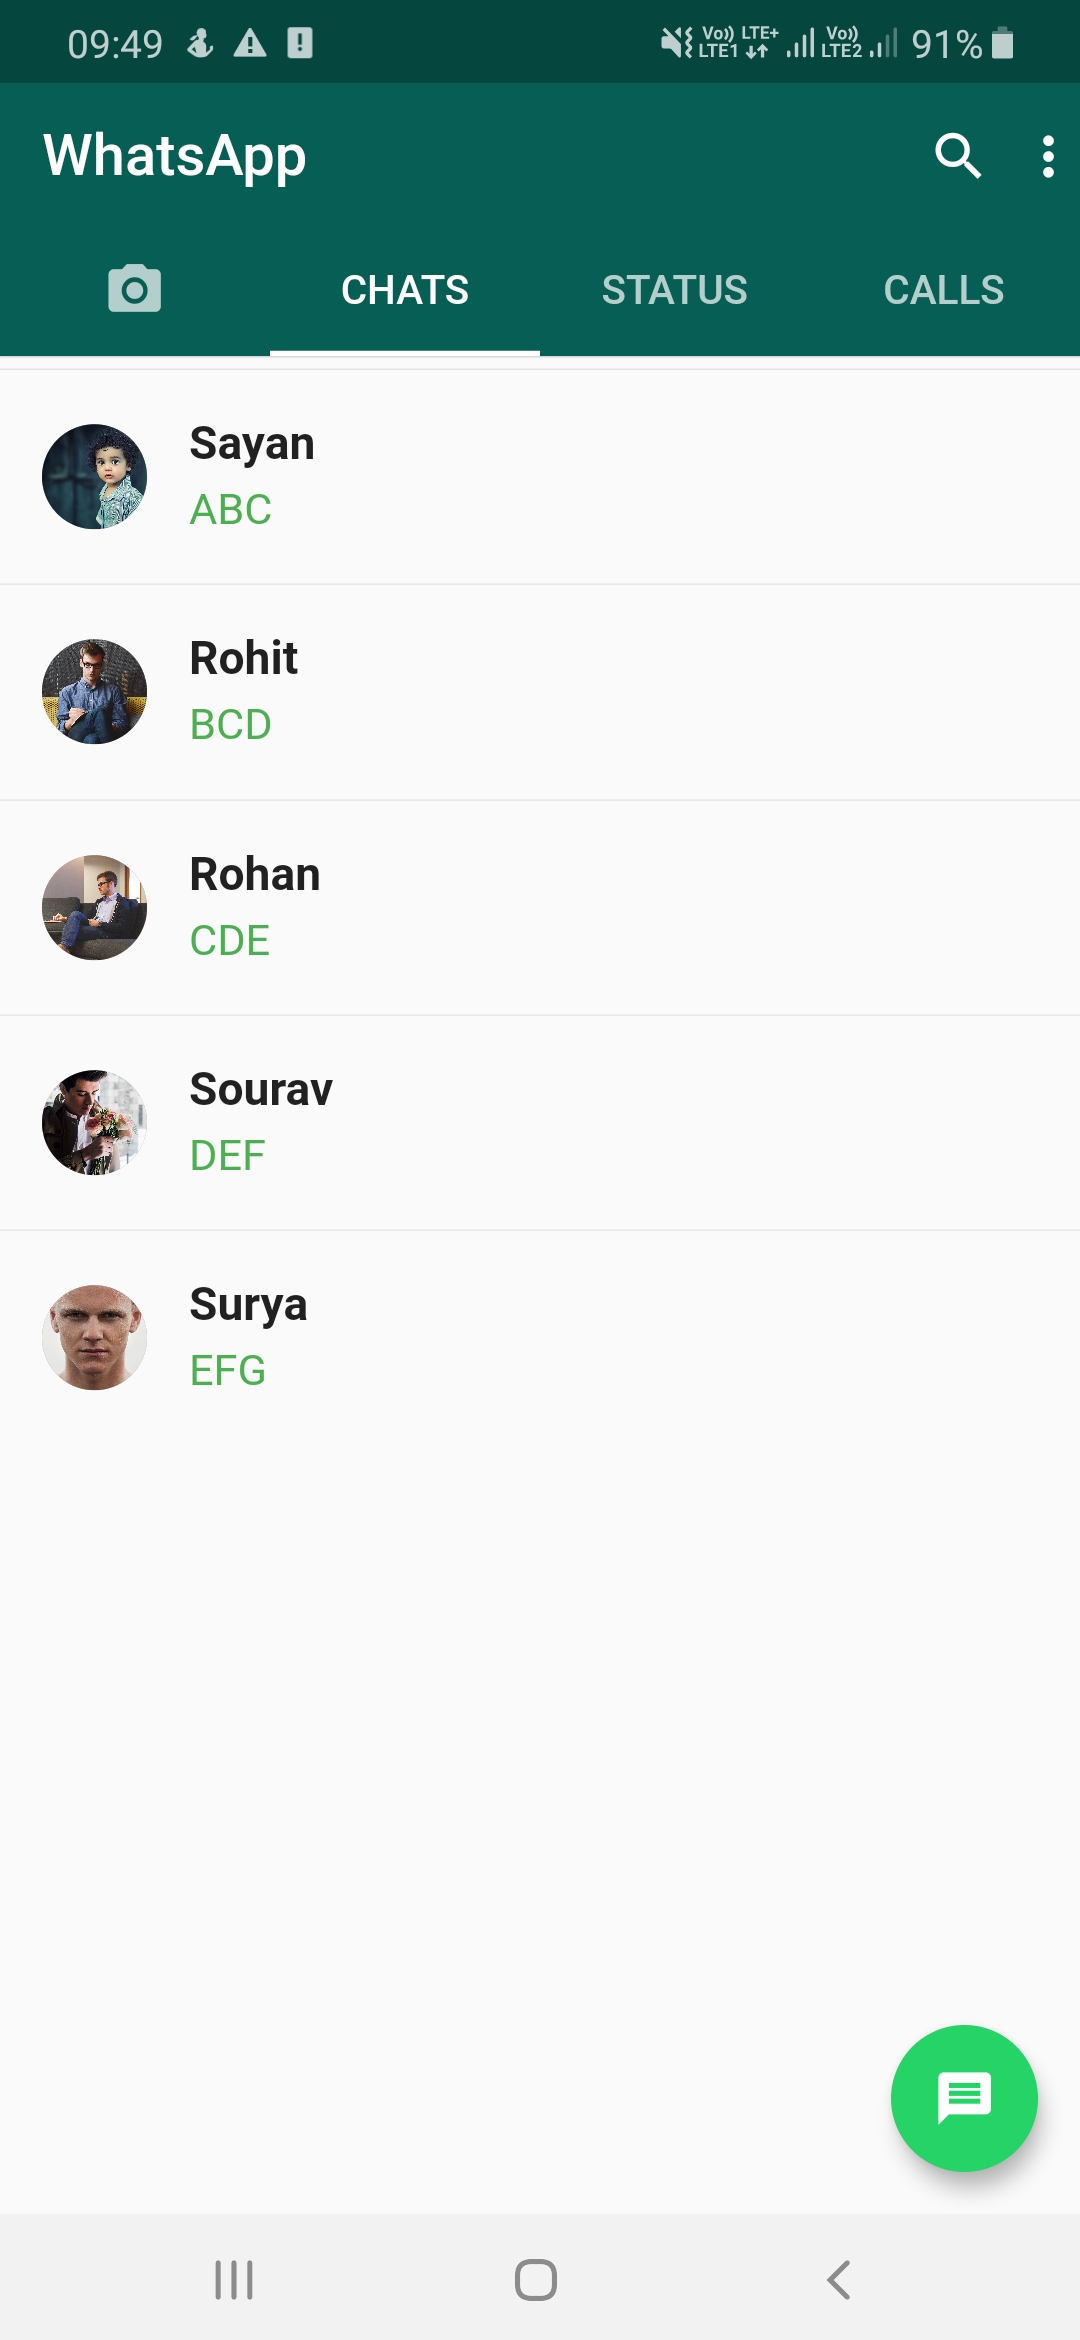 09:49 Vo)) LTE+ LTE1 Vo)) LTE2 91%
WhatsApp
CHATS STATUS CALLS
Sayan
ABC
Rohit
BCD
Rohan
CDE
Sourav
DEF
Surya
EFG